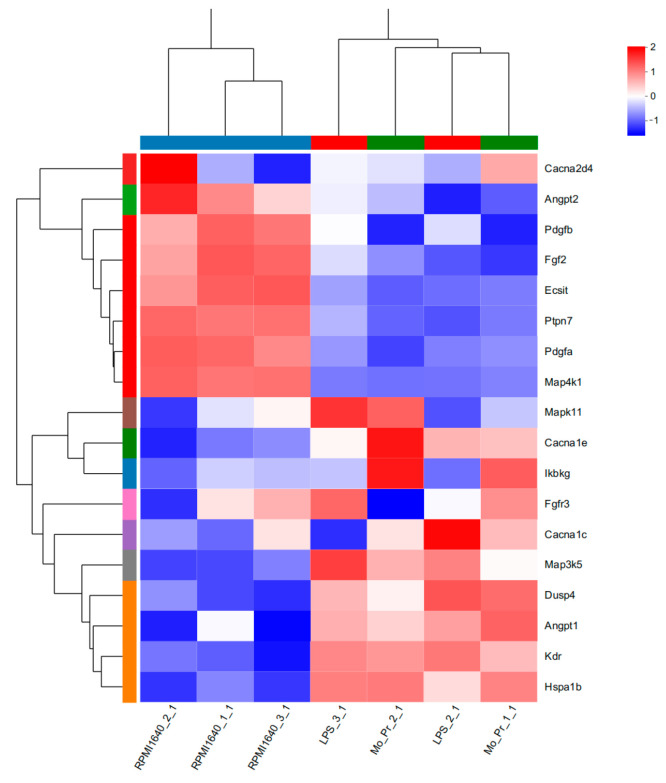 2
1
0
-1
Cacna2d4
Angpt2
Pdgfb
Fgf2
Ecsit
Ptpn7
Pdgfa
Map4k1
Mapk11
Cacna1e
Ikbkg
Fgfr3
Cacna1c
Map3k5
Dusp4
Angpt1
Kdr
Hspa1b
RPMI1640_2_1
RPMI1640_1_1
RPMI1640_3_1
LPS_3_1
Mo_Pr_2_1
LPS_2_1
Mo_Pr_1_1